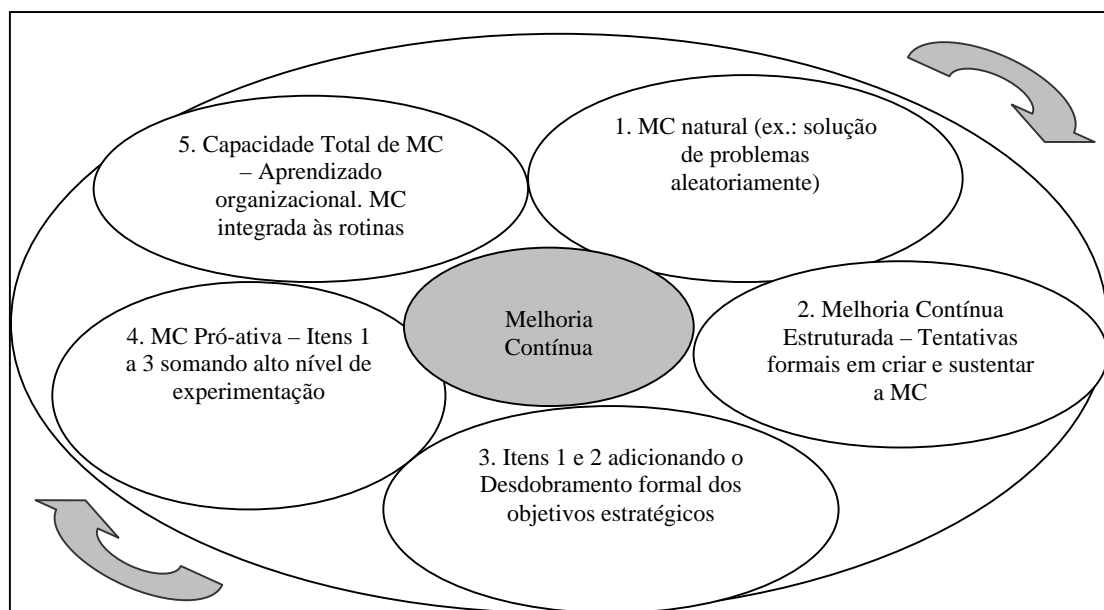 1. MC natural (ex.: solução
de problemas
aleatoriamente)
2. Melhoria Contínua
Estruturada – Tentativas
formais em criar e sustentar
a MC
3. Itens 1 e 2 adicionando o
Desdobramento formal dos
objetivos estratégicos
4. MC Pró-ativa – Itens 1
a 3 somando alto nível de
experimentação
5. Capacidade Total de MC
– Aprendizado
organizacional. MC
integrada às rotinas
Melhoria
Contínua